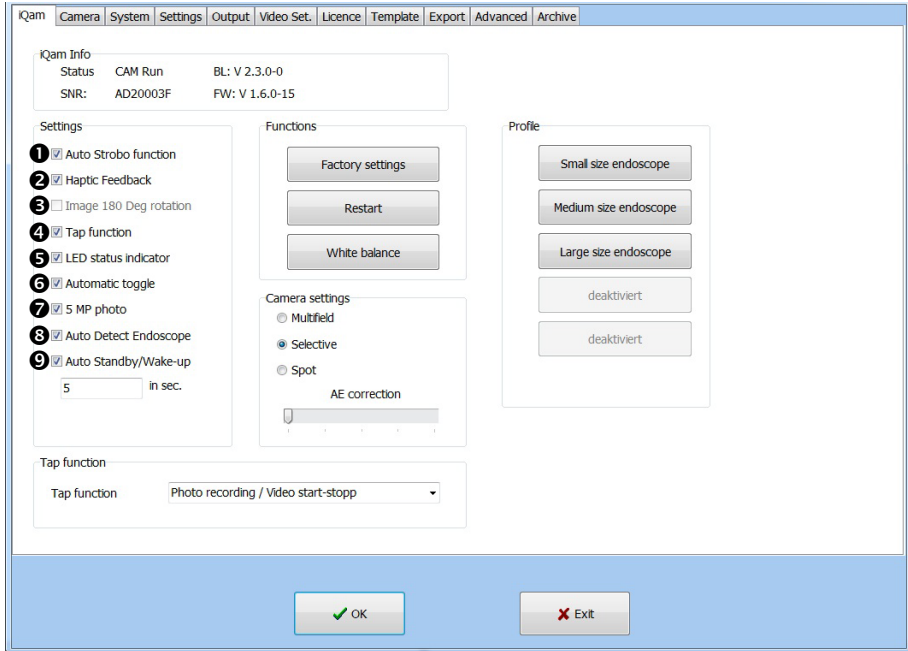 iQam Camera System Settings Output Video Set. Licence Template Export Advanced Archive
iQam Info
Status CAM Run BL: V 2.3.0-0
SNR: AD20003F FW: V 1.6.0-15
Settings
1 Auto Strobo function
2 Haptic Feedback
3 Image 180 Deg rotation
4 Tap function
5 LED status indicator
6 Automatic toggle
7 5 MP photo
8 Auto Detect Endoscope
9 Auto Standby/Wake-up
5 in sec.
Functions
Factory settings
Restart
White balance
Camera settings
Multifield
Selective
Spot
AE correction
Profile
Small size endoscope
Medium size endoscope
Large size endoscope
deaktiviert
deaktiviert
Tap function
Tap function Photo recording / Video start-stopp
OK Exit